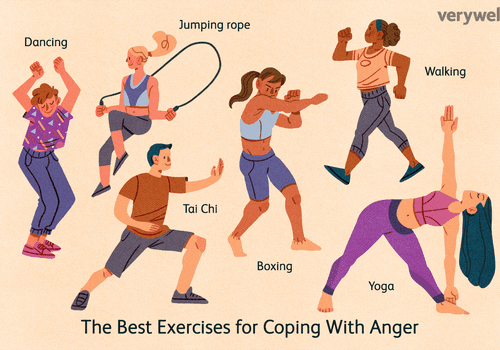 verywel
Jumping rope
Dancing
Walking
Tai Chi
Boxing
Yoga
The Best Exercises for Coping With Anger